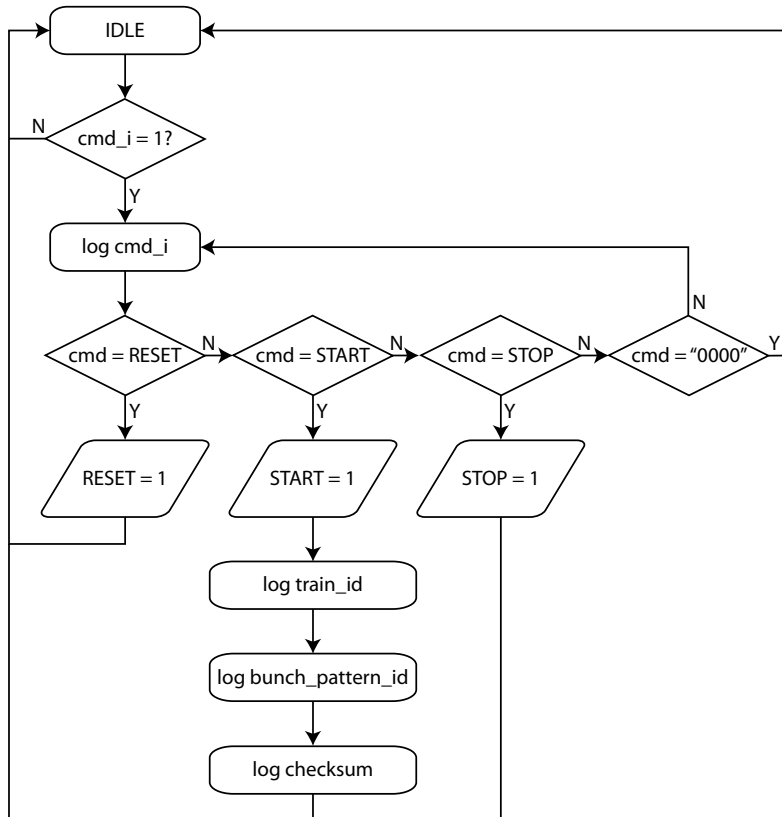 IDLE
N
cmd_i = 1?
Y
log cmd_i
N
cmd = RESET
N
cmd = START
N
cmd = STOP
N
cmd = “0000”
Y
Y
Y
Y
RESET = 1
START = 1
STOP = 1
log train_id
log bunch_pattern_id
log checksum